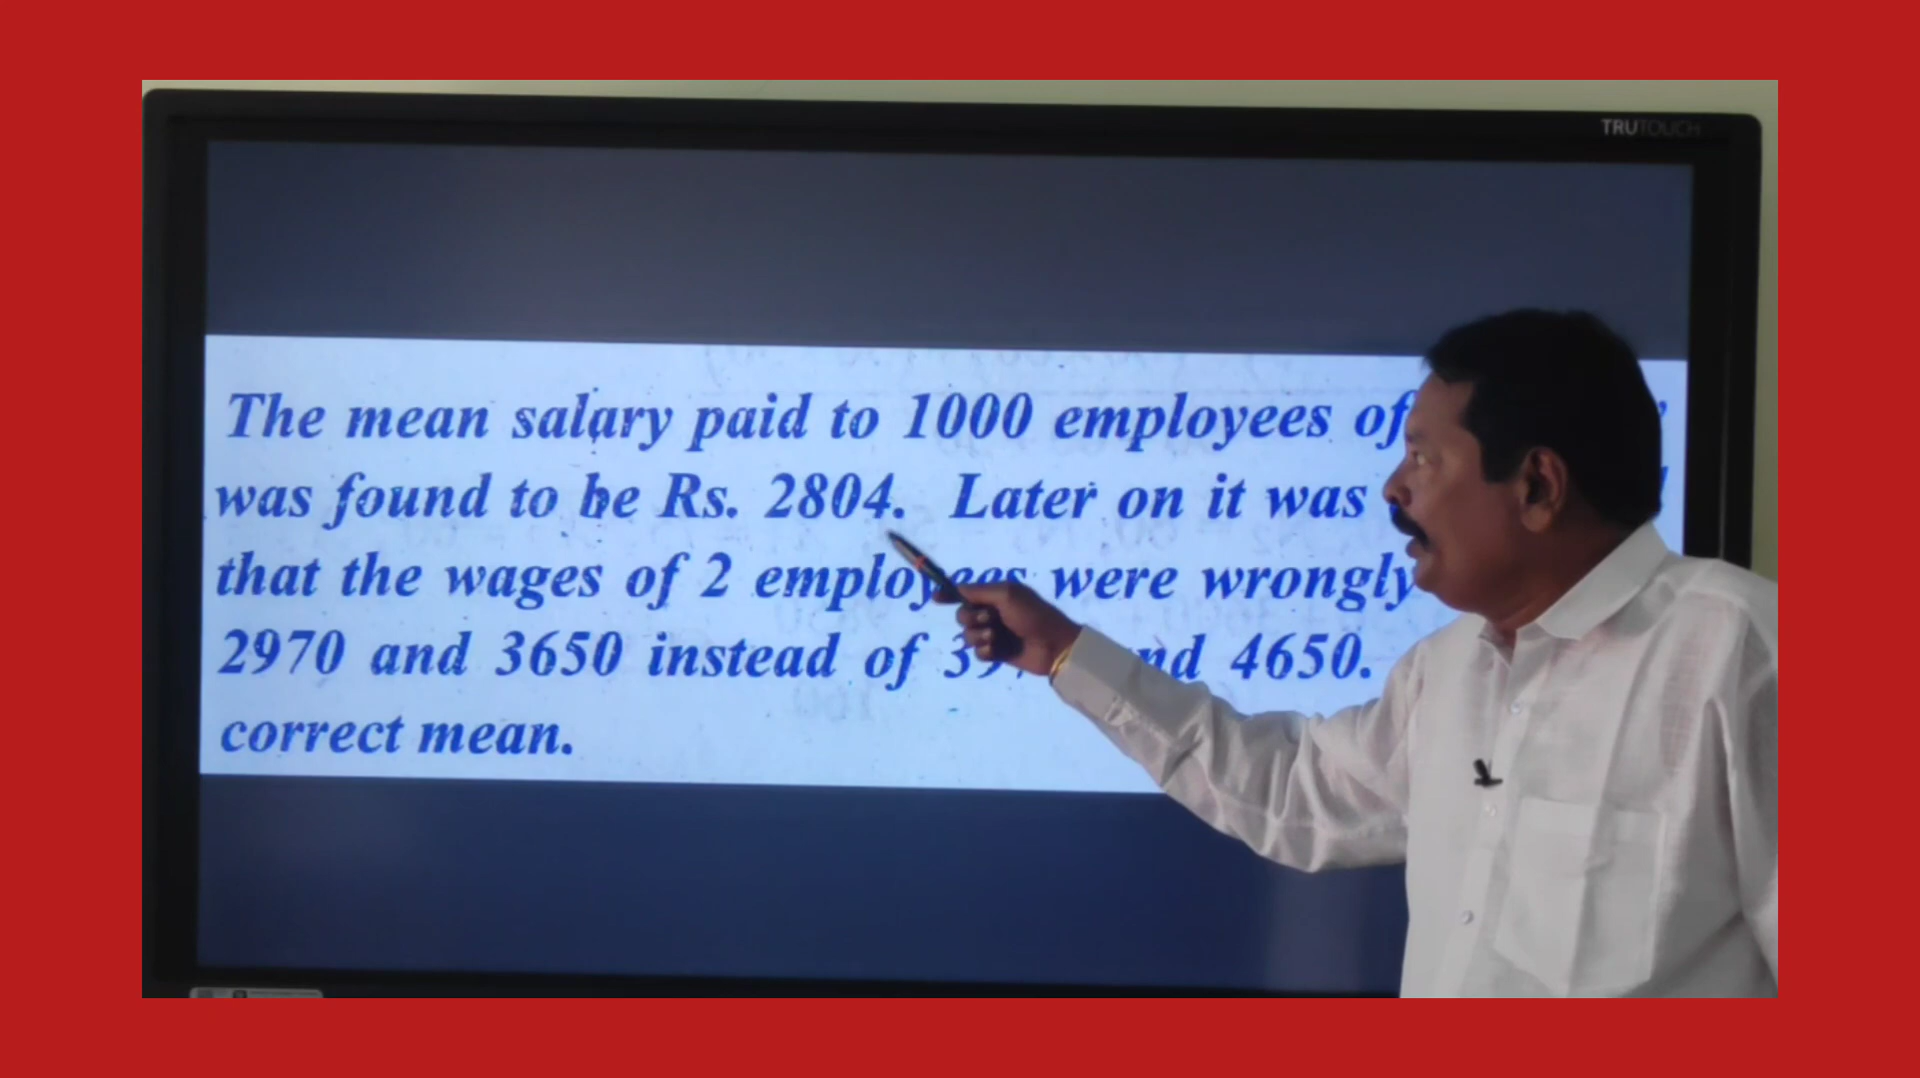 TRUTOUCH
The mean salary paid to 1000 employees of
was found to be Rs. 2804. Later on it was
that the wages of 2 employees were wrongly
2970 and 3650 instead of and 4650.
correct mean.